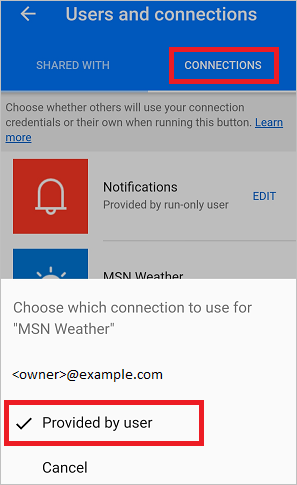 Users and connections
SHARED WITH
CONNECTIONS
Choose whether others will use your connection
credentials or their own when running this button. Learn
more
Notifications
Provided by run-only user
EDIT
MSN Weather
Choose which connection to use for
"MSN Weather"
<owner>@example.com
Provided by user
Cancel